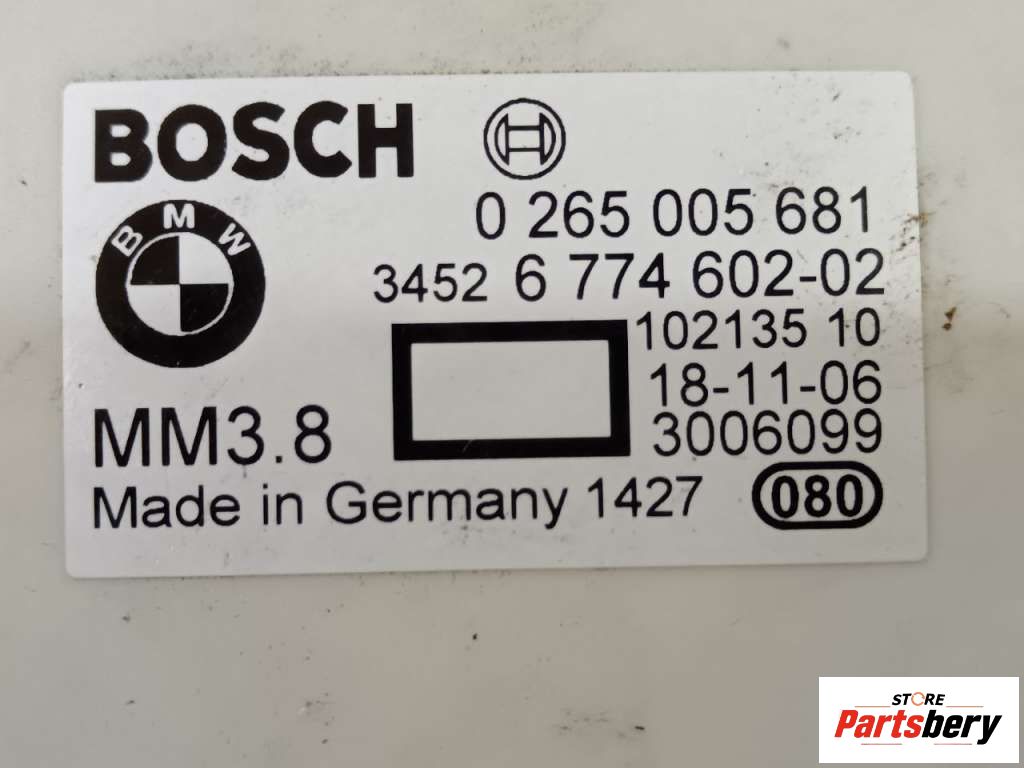 BOSCH
BMW
0 265 005 681
3452 6 774 602-02
102135 10
18-11-06
3006099
MM3.8
Made in Germany 1427
080
STORE
Partsbery